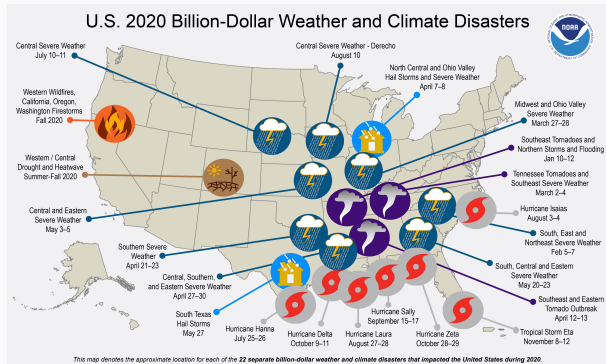 U.S. 2020 Billion-Dollar Weather and Climate Disasters
NOAA
Central Severe Weather
July 10–11
Central Severe Weather - Derecho
August 10
North Central and Ohio Valley
Hail Storms and Severe Weather
April 7–8
Western Wildfires,
California, Oregon,
Washington Firestorms
Fall 2020
Midwest and Ohio Valley
Severe Weather
March 27–28
Southeast Tornadoes and
Northern Storms and Flooding
Jan 10–12
Western / Central
Drought and Heatwave
Summer-Fall 2020
Tennessee Tornadoes and
Southeast Severe Weather
March 2–4
Central and Eastern
Severe Weather
May 3–5
Hurricane Isaias
August 3–4
South, East and
Northeast Severe Weather
Feb 5–7
Southern Severe
Weather
April 21–23
South, Central and Eastern
Severe Weather
May 20–23
Central, Southern,
and Eastern Severe Weather
April 27–30
Southeast and Eastern
Tornado Outbreak
April 12–13
South Texas
Hail Storms
May 27
Hurricane Hanna
July 25–26
Hurricane Delta
October 9–11
Hurricane Laura
August 27–28
Hurricane Sally
September 15–17
Hurricane Zeta
October 28–29
Tropical Storm Eta
November 8–12
This map denotes the approximate location for each of the 22 separate billion-dollar weather and climate disasters that impacted the United States during 2020.